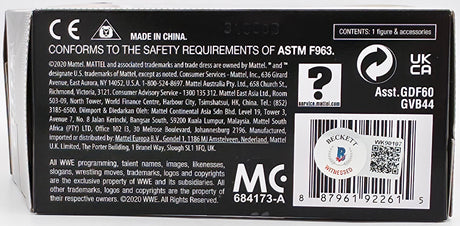 CE MADE IN CHINA.
CONTENTS: 1 figure & accessories
CONFORMS TO THE SAFETY REQUIREMENTS OF ASTM F963.
©2020 Mattel. MATTEL and associated trademarks and trade dress are owned by Mattel. ® and ™
designate U.S. trademarks of Mattel, except as noted. Consumer Services - Mattel, Inc., 636 Girard
Avenue, East Aurora, NY 14052, U.S.A. 1-800-524-8697. Mattel Australia Pty. Ltd., 658 Church St.,
Richmond, Victoria, 3121. Consumer Advisory Service - 1300 135 312. Mattel East Asia Ltd., Room
503-09, North Tower, World Finance Centre, Harbour City, Tsimshatsui, HK, China. Tel.: (852)
3185-6500. Diimport & Diedarkan Oleh: Mattel Continental Asia Sdn Bhd. Level 19, Tower 3,
Avenue 7, No. 8 Jalan Kerinchi, Bangsar South, 59200 Kuala Lumpur, Malaysia. Mattel South Africa
(PTY) LTD, Office 102 I3, 30 Melrose Boulevard, Johannesburg 2196. Manufactured, imported
or distributed by Mattel Europa B.V., Gondel 1, 1186 MJ Amstelveen, Nederland. Mattel
U.K. Limited, The Porter Building, 1 Brunel Way, Slough SL1 1FQ, UK.
All WWE programming, talent names, images, likenesses,
slogans, wrestling moves, trademarks, logos and copyrights
are the exclusive property of WWE and its subsidiaries. All
other trademarks, logos and copyrights are the property of
their respective owners. ©2020 WWE. All Rights Reserved.
MC
684173-A
?
service.mattel.com
UK
CA
Asst.GDF60
GVB44
BECKETT
B
WITNESSED
WK90107
8 87961 92261 5